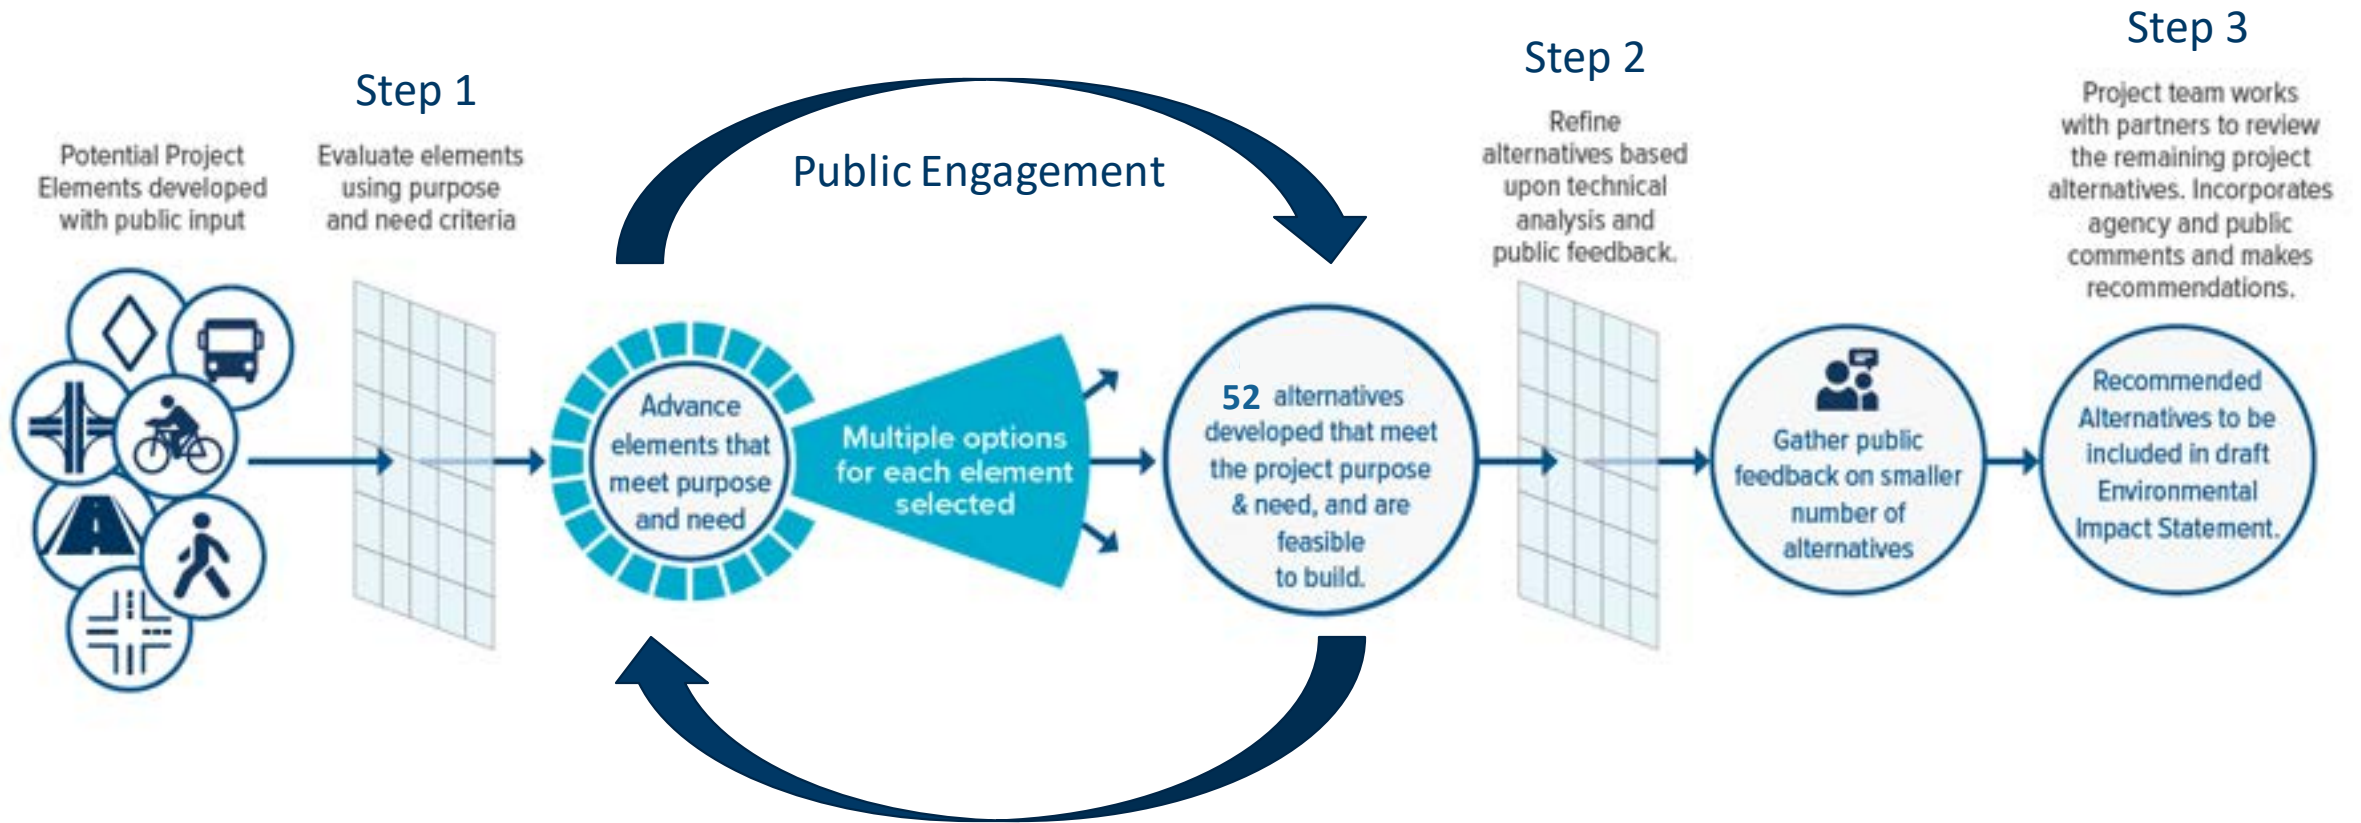 Potential Project
Elements developed
with public input
Step 1
Evaluate elements
using purpose
and need criteria
Public Engagement
Advance
elements that
meet purpose
and need
Multiple options
for each element
selected
52 alternatives
developed that meet
the project purpose
& need, and are
feasible
to build.
Step 2
Refine
alternatives based
upon technical
analysis and
public feedback.
Gather public
feedback on smaller
number of
alternatives
Step 3
Project team works
with partners to review
the remaining project
alternatives. Incorporates
agency and public
comments and makes
recommendations.
Recommended
Alternatives to be
included in draft
Environmental
Impact Statement.